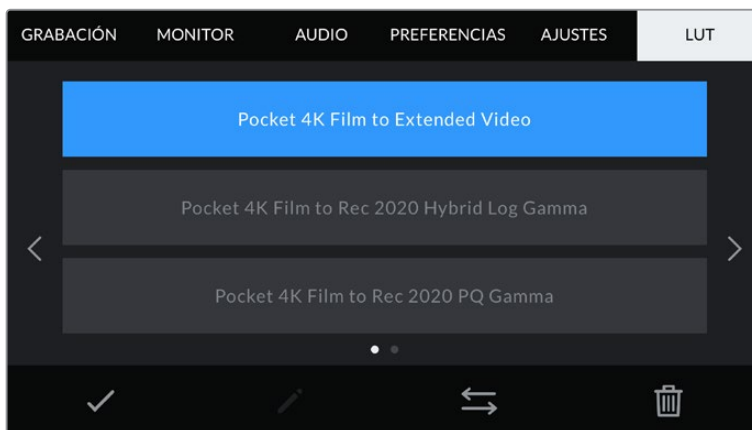 GRABACIÓN MONITOR AUDIO PREFERENCIAS AJUSTES LUT
Pocket 4K Film to Extended Video
Pocket 4K Film to Rec 2020 Hybrid Log Gamma
Pocket 4K Film to Rec 2020 PQ Gamma